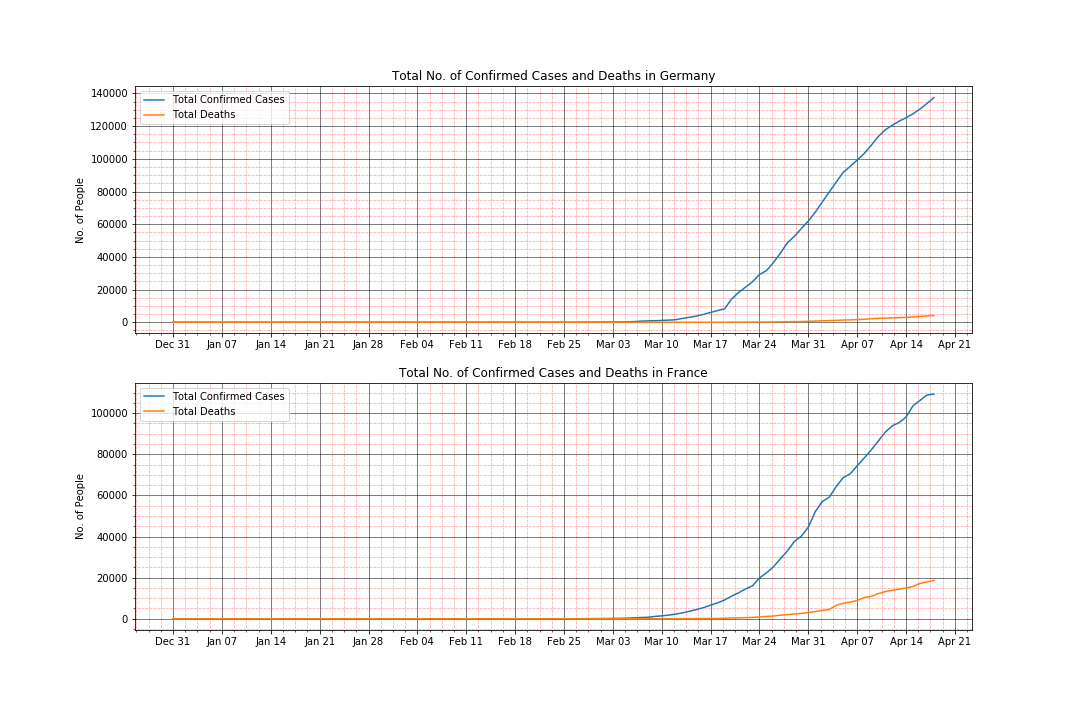 Total No. of Confirmed Cases and Deaths in Germany
Total Confirmed Cases
Total Deaths
No. of People
140000
120000
100000
80000
60000
40000
20000
0
Dec 31 Jan 07 Jan 14 Jan 21 Jan 28 Feb 04 Feb 11 Feb 18 Feb 25 Mar 03 Mar 10 Mar 17 Mar 24 Mar 31 Apr 07 Apr 14 Apr 21
Total No. of Confirmed Cases and Deaths in France
Total Confirmed Cases
Total Deaths
No. of People
100000
80000
60000
40000
20000
0
Dec 31 Jan 07 Jan 14 Jan 21 Jan 28 Feb 04 Feb 11 Feb 18 Feb 25 Mar 03 Mar 10 Mar 17 Mar 24 Mar 31 Apr 07 Apr 14 Apr 21